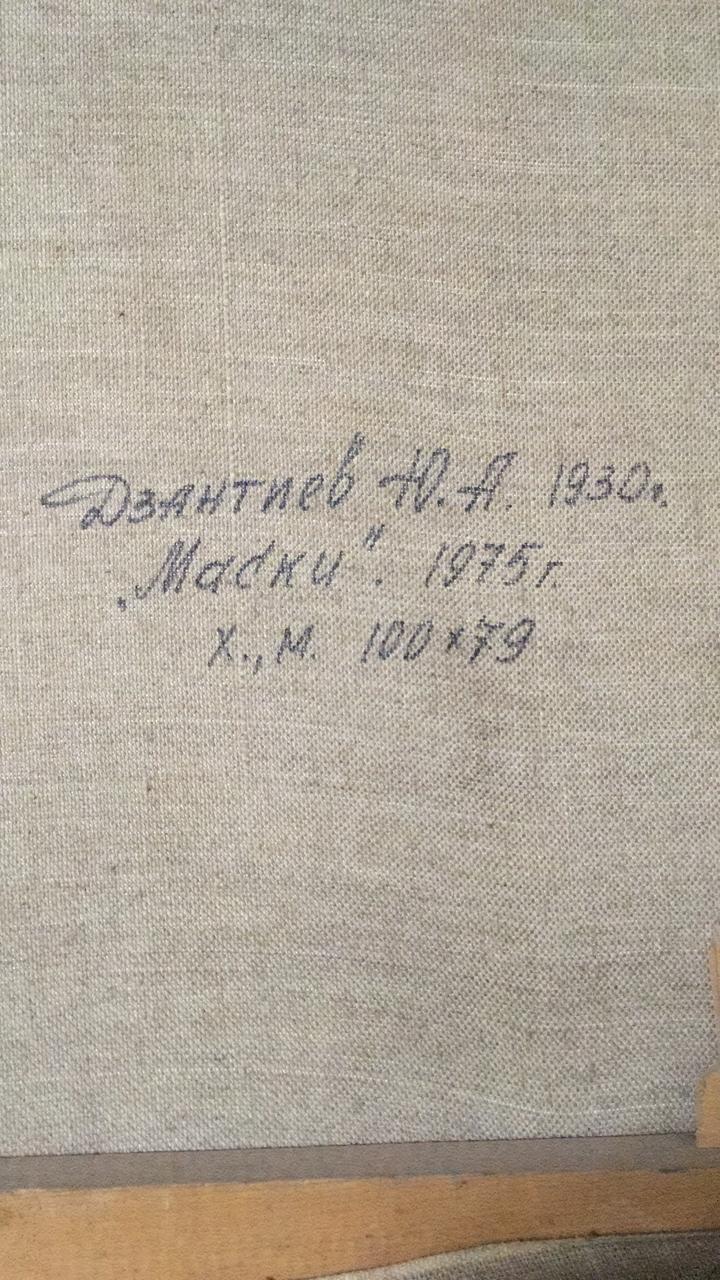 Дзантиев Ю.А. 1930г.
„Маски". 1975г.
х.,м. 100×79